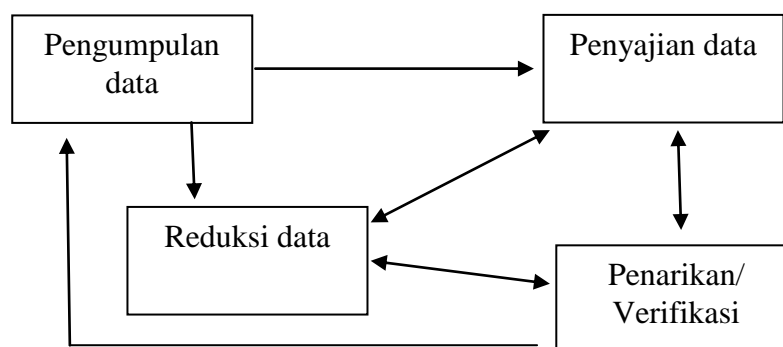 Pengumpulan
data
Penyajian data
Reduksi data
Penarikan/
Verifikasi